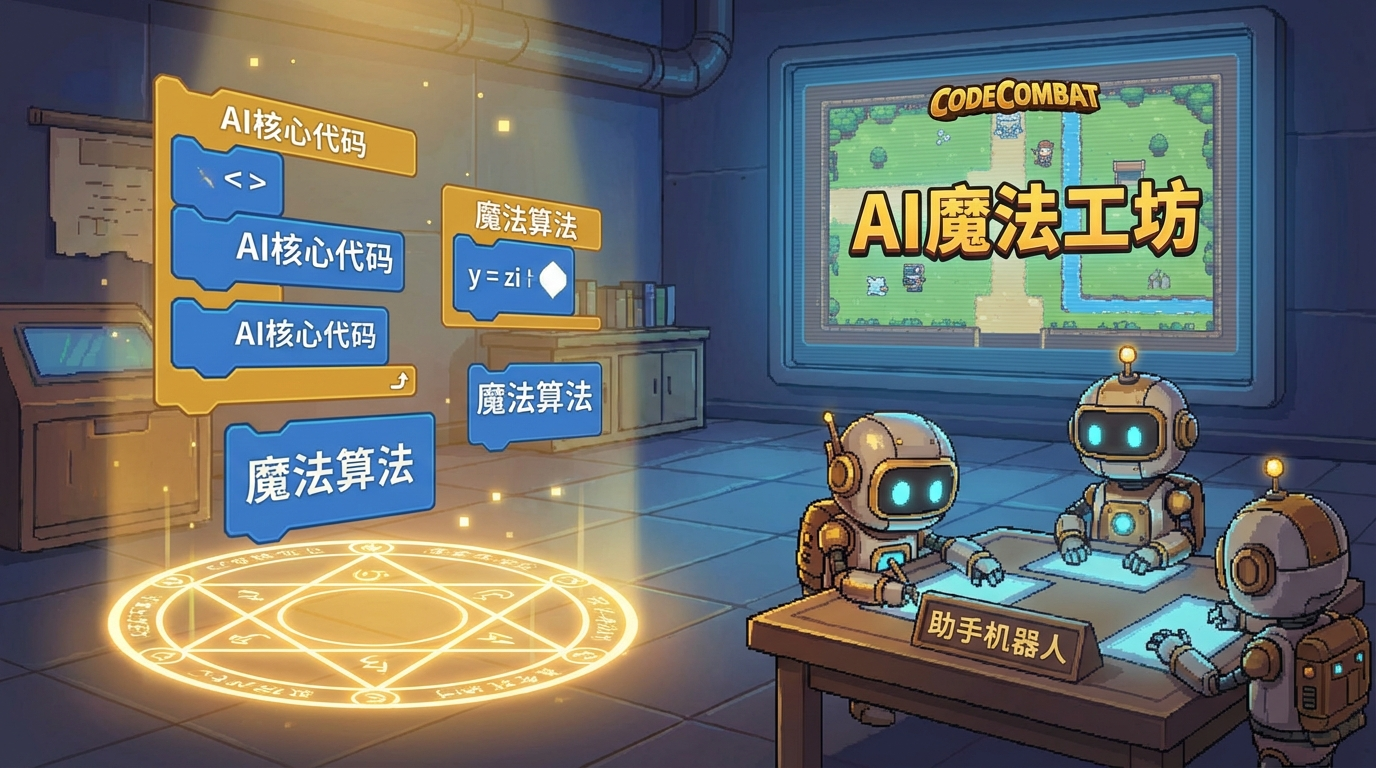 AI核心代码
< >
AI核心代码
AI核心代码
魔法算法
魔法算法
y = zi
魔法算法
CODECOMBAT
AI魔法工坊
助手机器人